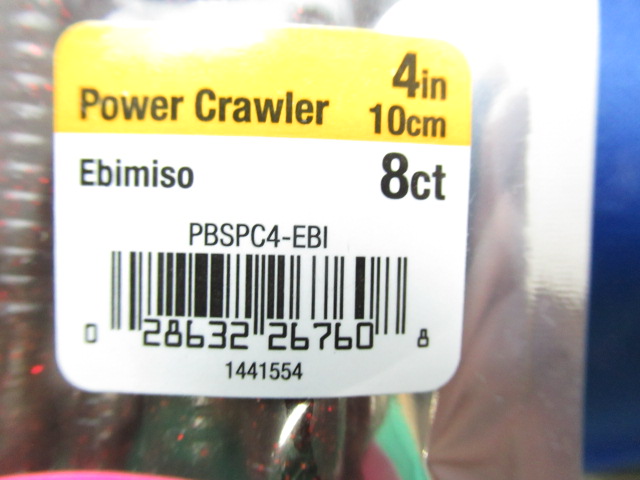 Power Crawler
4in
10cm
Ebimiso
8ct
PBSPC4-EBI
0 28632 26760 8
1441554